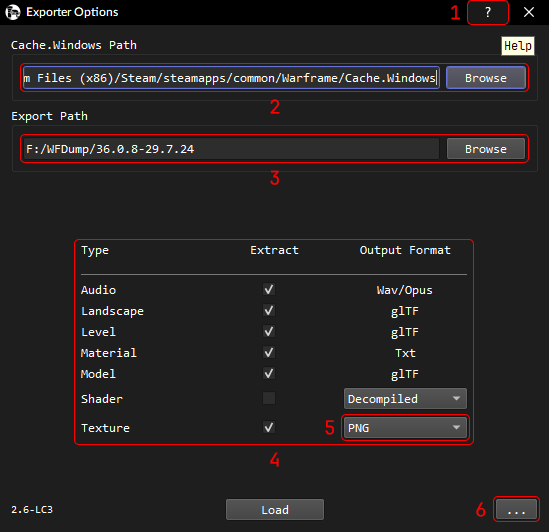 Exporter Options
1
?
Help
Cache.Windows Path
m Files (x86)/Steam/steamapps/common/Warframe/Cache.Windows
Browse
2
Export Path
F:/WFDump/36.0.8-29.7.24
Browse
3
Type Extract Output Format
Audio Wav/Opus
Landscape glTF
Level glTF
Material Txt
Model glTF
Shader Decompiled
Texture 5 PNG
4
2.6-LC3
Load
6
...